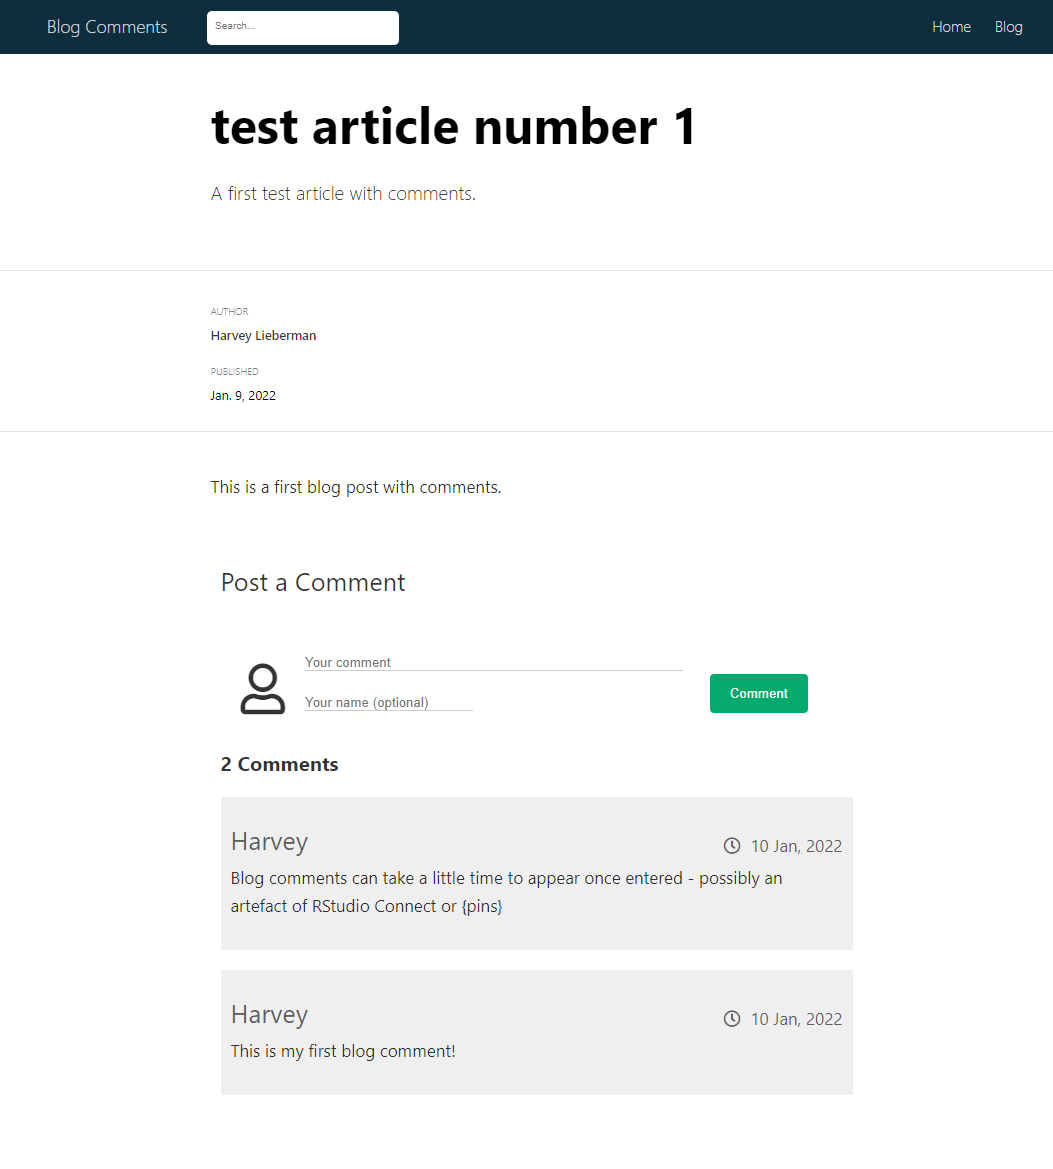 Blog Comments
Search...
Home
Blog
test article number 1
A first test article with comments.
AUTHOR
Harvey Lieberman
PUBLISHED
Jan. 9, 2022
This is a first blog post with comments.
Post a Comment
Your comment
Your name (optional)
Comment
2 Comments
Harvey
10 Jan, 2022
Blog comments can take a little time to appear once entered - possibly an
artefact of RStudio Connect or {pins}
Harvey
10 Jan, 2022
This is my first blog comment!